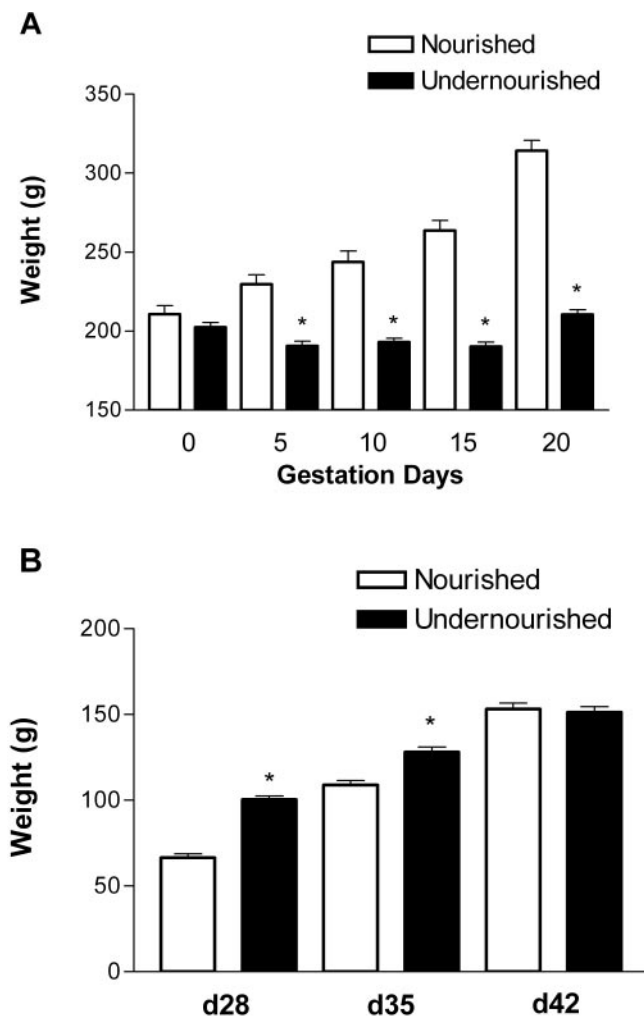 A
Nourished
Undernourished
350
300
250
200
150
Weight (g)
* * * *
0 5 10 15 20
Gestation Days
B
Nourished
Undernourished
200
150
100
50
0
Weight (g)
* *
d28 d35 d42